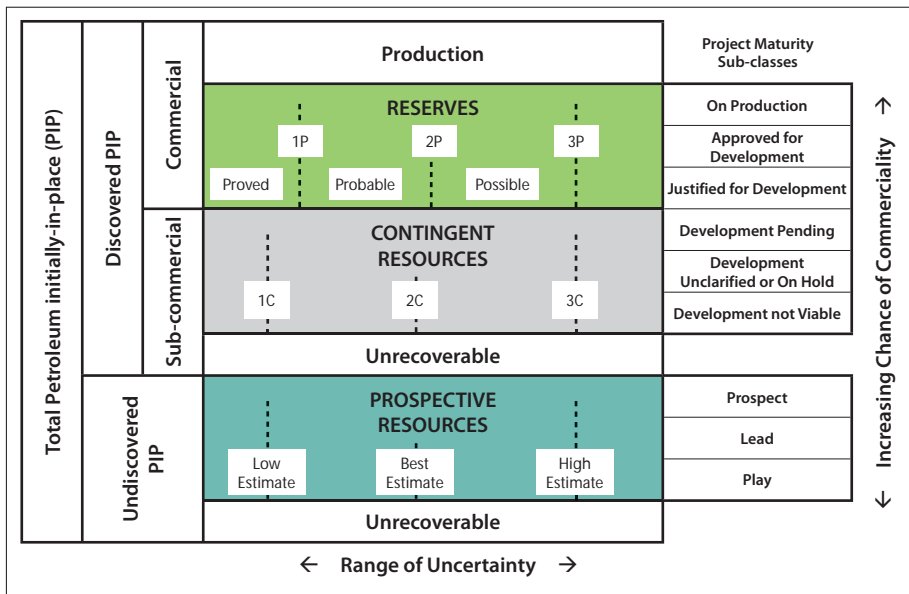 Total Petroleum initially-in-place (PIP)
Discovered PIP
Undiscovered
PIP
Commercial
Sub-commercial
Production
Project Maturity
Sub-classes
RESERVES
1P
2P
3P
Proved
Probable
Possible
On Production
Approved for
Development
Justified for Development
CONTINGENT
RESOURCES
1C
2C
3C
Development Pending
Development
Unclarified or On Hold
Development not Viable
Unrecoverable
PROSPECTIVE
RESOURCES
Low
Estimate
Best
Estimate
High
Estimate
Prospect
Lead
Play
Unrecoverable
← Range of Uncertainty →
← Increasing Chance of Commerciality →